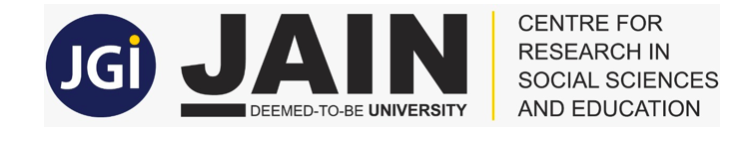 JGi
JAIN
DEEMED-TO-BE UNIVERSITY
CENTRE FOR
RESEARCH IN
SOCIAL SCIENCES
AND EDUCATION